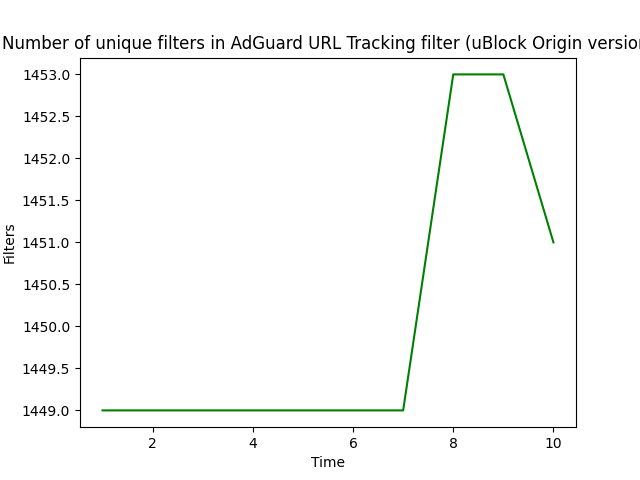 Number of unique filters in AdGuard URL Tracking filter (uBlock Origin version
1453.0
1452.5
1452.0
1451.5
1451.0
1450.5
1450.0
1449.5
1449.0
Filters
2 4 6 8 10
Time